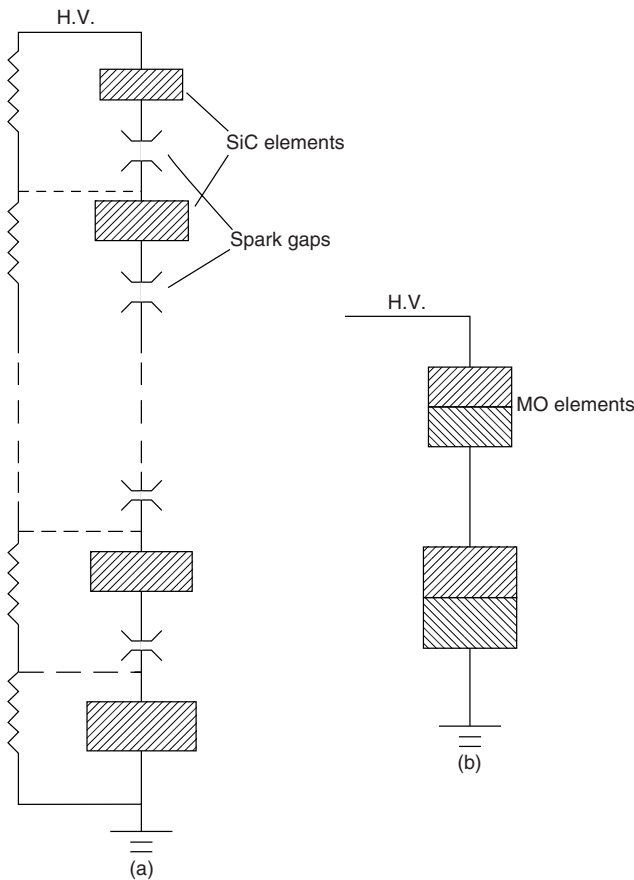 H.V.
SiC elements
Spark gaps
H.V.
MO elements
(b)
(a)